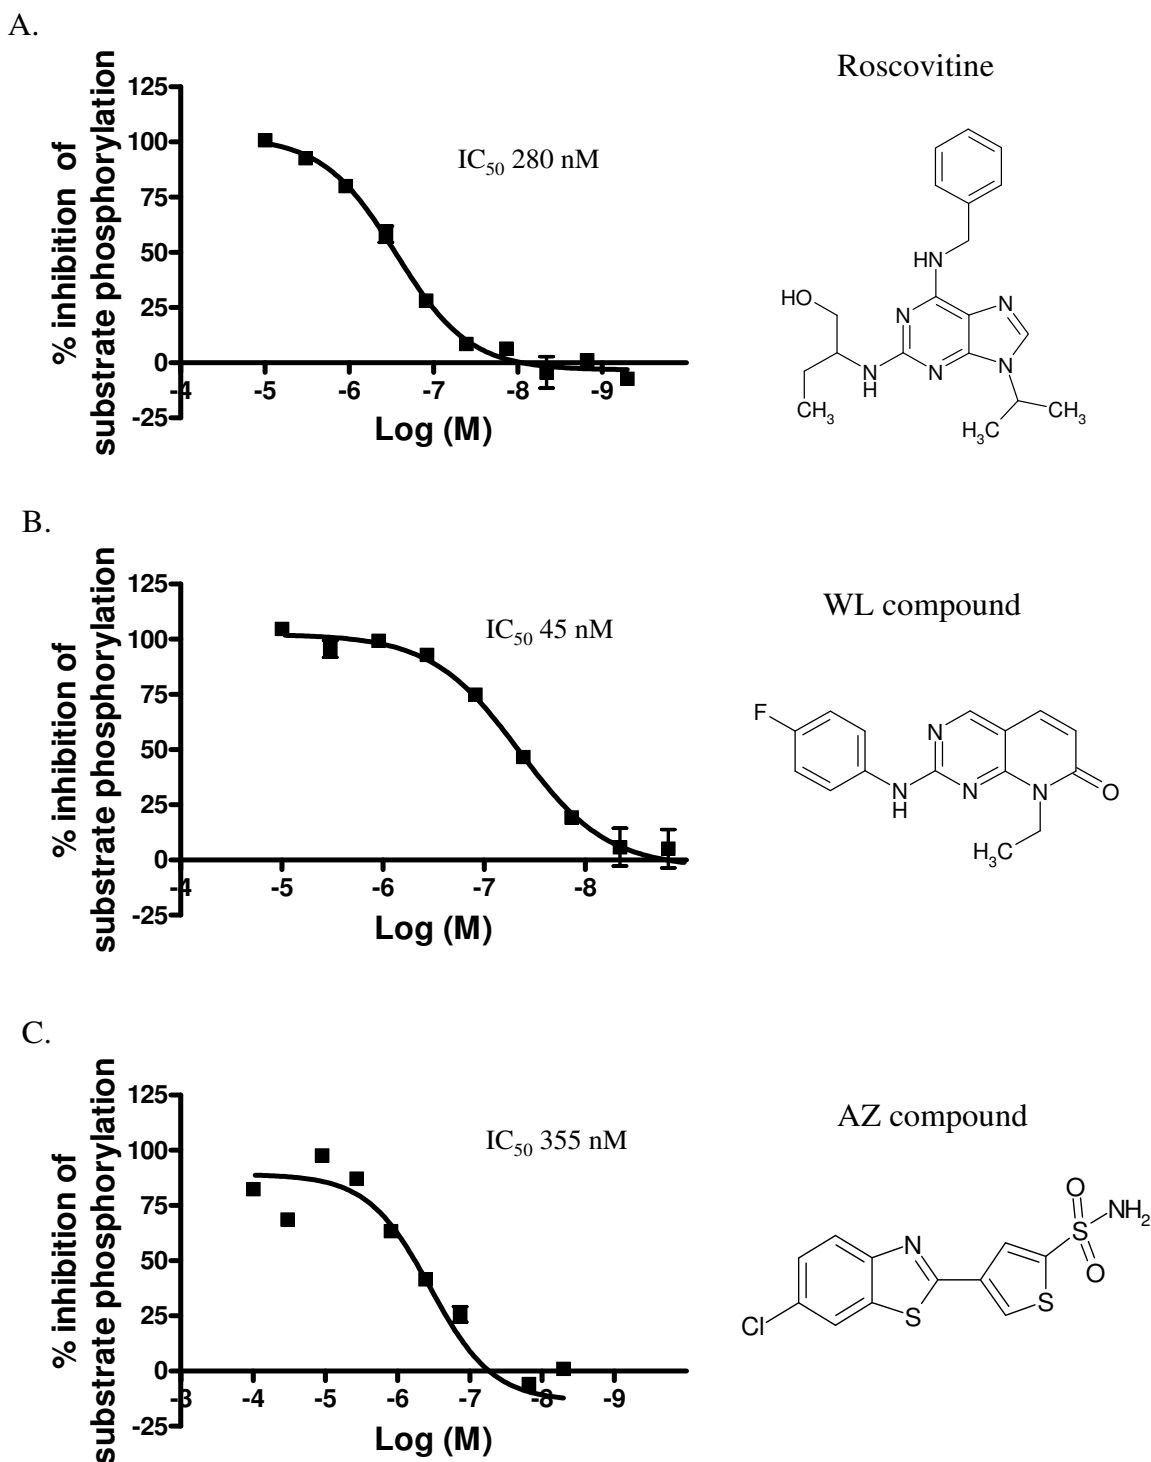 A.
Roscovitine
% inhibition of
substrate phosphorylation
125
100
75
50
25
0
-25
-4
-5
-6
-7
-8
-9
Log (M)
IC50 280 nM
HN
HO
N
N
N
N
N
H
CH3
H3C
CH3
B.
WL compound
% inhibition of
substrate phosphorylation
125
100
75
50
25
0
-25
-4
-5
-6
-7
-8
Log (M)
IC50 45 nM
F
N
N
H
N
N
O
H3C
C.
AZ compound
% inhibition of
substrate phosphorylation
125
100
75
50
25
0
-25
-3
-4
-5
-6
-7
-8
-9
Log (M)
IC50 355 nM
O
S
NH2
O
N
S
S
Cl